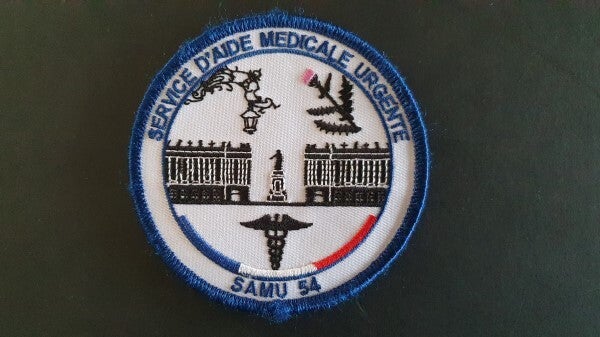 SERVICE D'AIDE MEDICALE URGENTE
SAMU 54